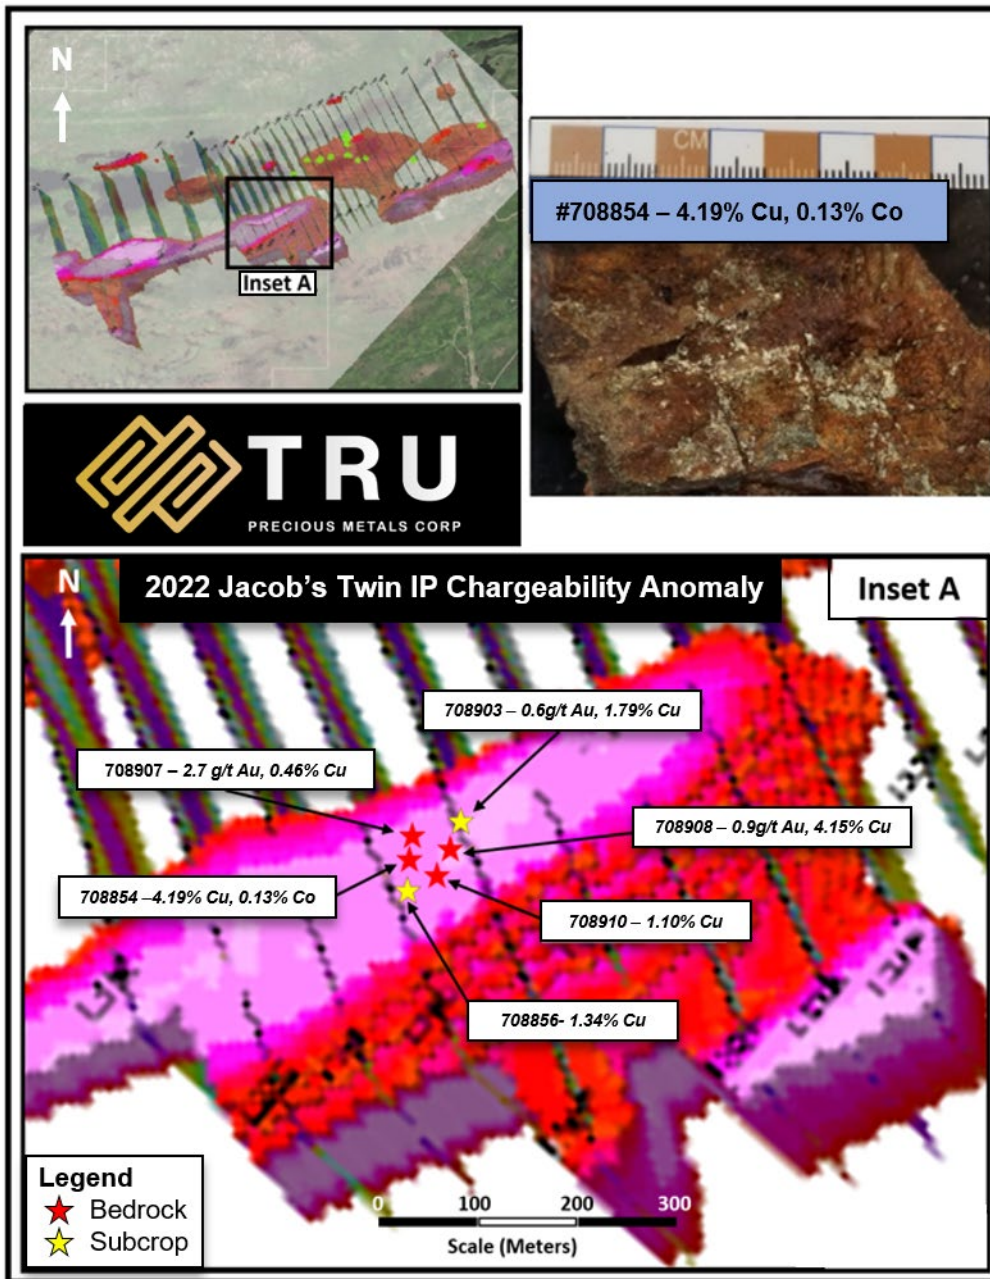 N
Inset A
CM
#708854 – 4.19% Cu, 0.13% Co
TRU
PRECIOUS METALS CORP
N
2022 Jacob's Twin IP Chargeability Anomaly
Inset A
708903 – 0.6g/t Au, 1.79% Cu
708907 – 2.7 g/t Au, 0.46% Cu
708908 – 0.9g/t Au, 4.15% Cu
708854 –4.19% Cu, 0.13% Co
708910 – 1.10% Cu
708856- 1.34% Cu
Legend
Bedrock
Subcrop
0 100 200 300
Scale (Meters)